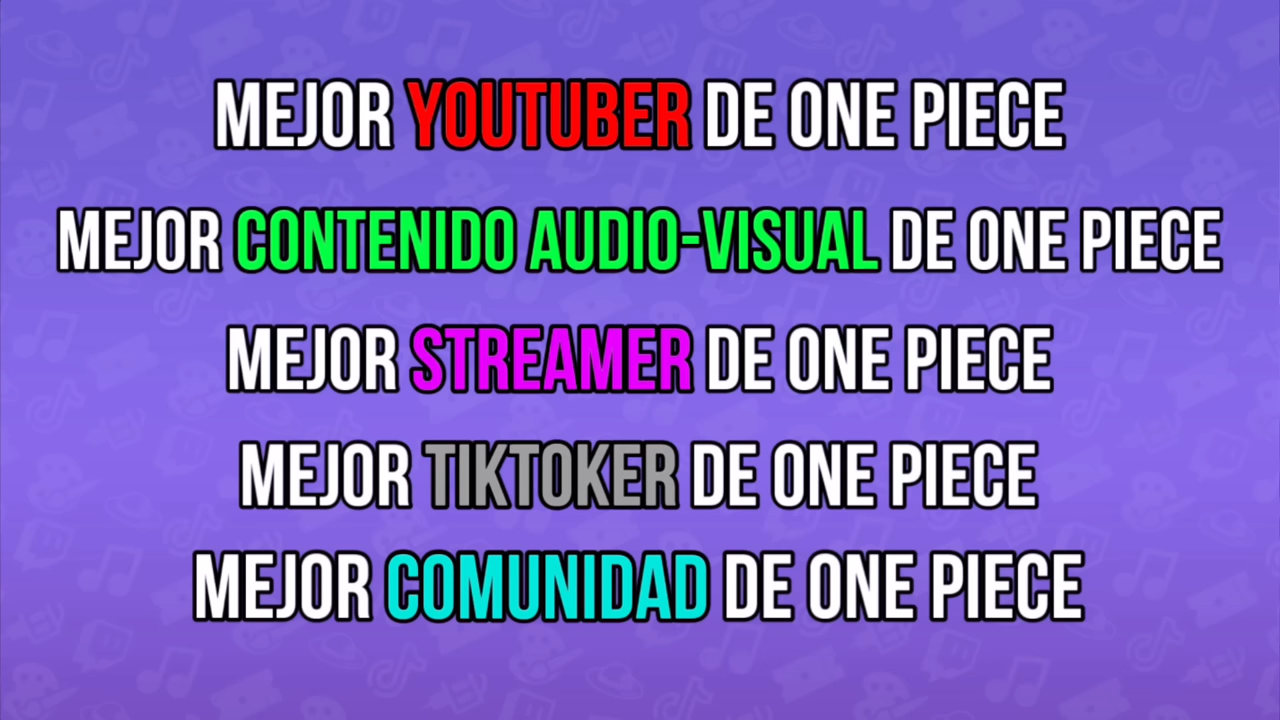 MEJOR YOUTUBER DE ONE PIECE
MEJOR CONTENIDO AUDIO-VISUAL DE ONE PIECE
MEJOR STREAMER DE ONE PIECE
MEJOR TIKTOKER DE ONE PIECE
MEJOR COMUNIDAD DE ONE PIECE